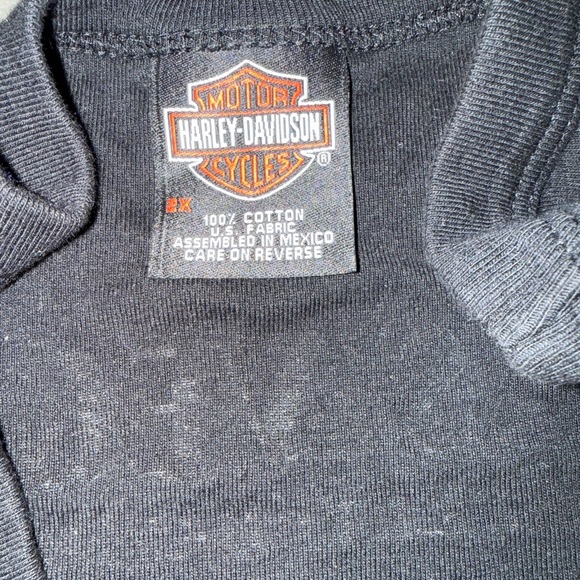 MOTOR
HARLEY-DAVIDSON
CYCLES ®
2X
100% COTTON
U.S. FABRIC
ASSEMBLED IN MEXICO
CARE ON REVERSE